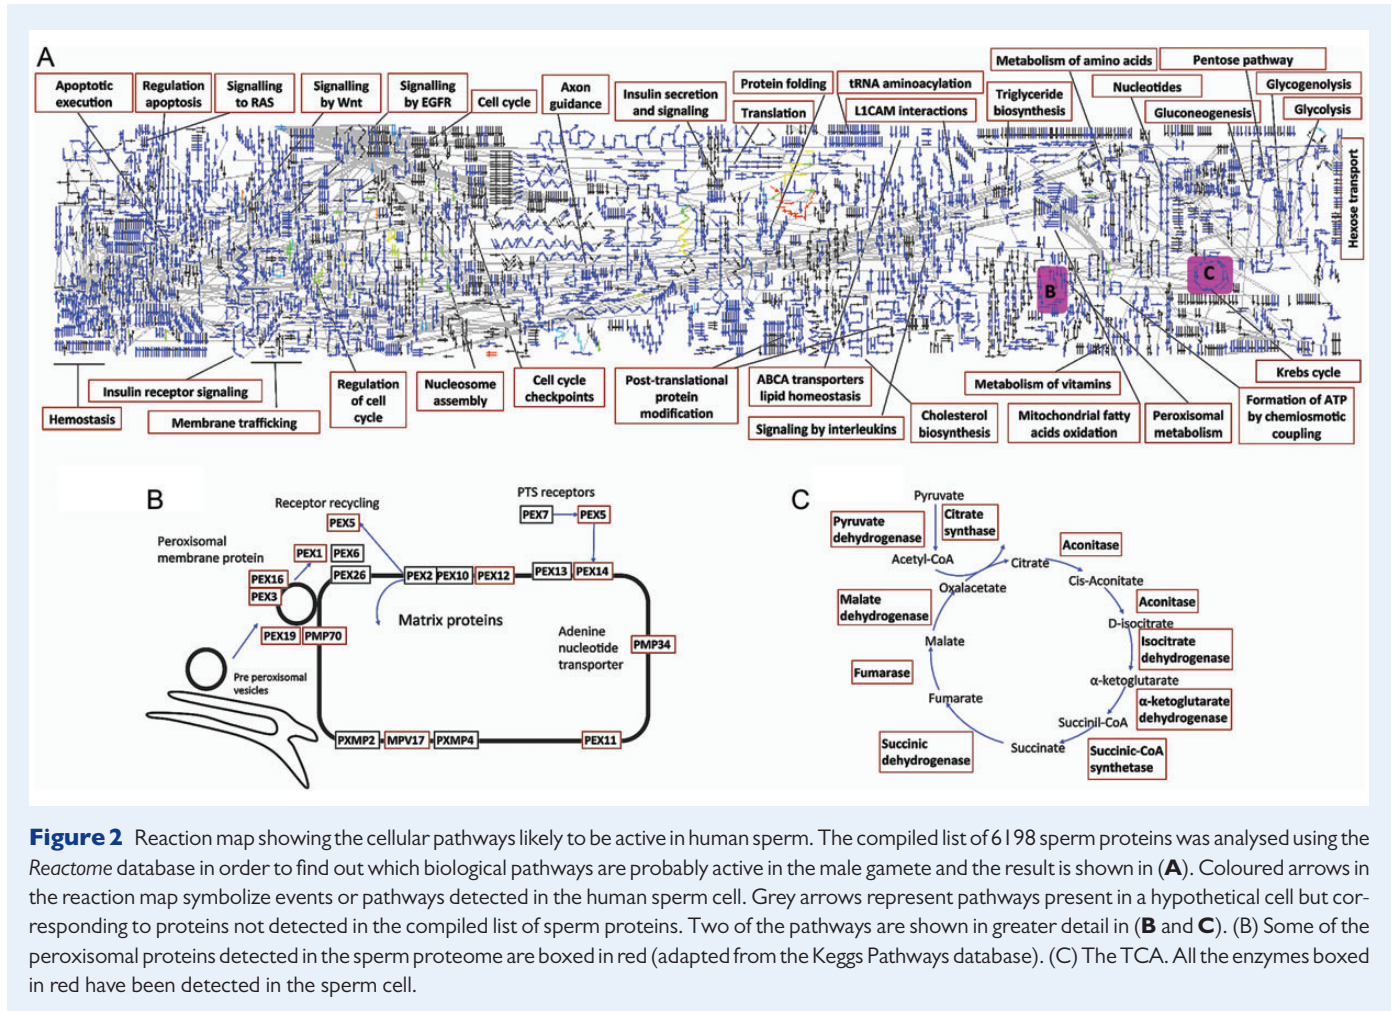 A
Apoptotic
execution
Regulation
apoptosis
Signalling
to RAS
Signalling
by Wnt
Signalling
by EGFR
Cell cycle
Axon
guidance
Insulin secretion
and signaling
Protein folding
Translation
tRNA aminoacylation
L1CAM interactions
Metabolism of amino acids
Triglyceride
biosynthesis
Nucleotides
Pentose pathway
Gluconeogenesis
Glycogenolysis
Glycolysis
Hexose transport
B
C
Hemostasis
Insulin receptor signaling
Membrane trafficking
Regulation
of cell
cycle
Nucleosome
assembly
Cell cycle
checkpoints
Post-translational
protein
modification
ABCA transporters
lipid homeostasis
Signaling by interleukins
Cholesterol
biosynthesis
Metabolism of vitamins
Mitochondrial fatty
acids oxidation
Peroxisomal
metabolism
Krebs cycle
Formation of ATP
by chemiosmotic
coupling
B
Receptor recycling
PEX5
PTS receptors
PEX7
PEX5
Peroxisomal
membrane protein
PEX1
PEX6
PEX26
PEX16
PEX3
PEX2
PEX10
PEX12
PEX13
PEX14
PEX19
PMP70
Matrix proteins
Adenine
nucleotide
transporter
PMP34
Pre peroxisomal
vesicles
PXMP2
MPV17
PXMP4
PEX11
C
Pyruvate
Pyruvate
dehydrogenase
Citrate
synthase
Acetyl-CoA
Citrate
Aconitase
Cis-Aconitate
Oxalacetate
Malate
dehydrogenase
Aconitase
D-isocitrate
Isocitrate
dehydrogenase
Malate
Fumarase
α-ketoglutarate
α-ketoglutarate
dehydrogenase
Fumarate
Succinil-CoA
Succinic
dehydrogenase
Succinate
Succinic-CoA
synthetase
Figure 2 Reaction map showing the cellular pathways likely to be active in human sperm. The compiled list of 6198 sperm proteins was analysed using the
Reactome database in order to find out which biological pathways are probably active in the male gamete and the result is shown in (A). Coloured arrows in
the reaction map symbolize events or pathways detected in the human sperm cell. Grey arrows represent pathways present in a hypothetical cell but cor-
responding to proteins not detected in the compiled list of sperm proteins. Two of the pathways are shown in greater detail in (B and C). (B) Some of the
peroxisomal proteins detected in the sperm proteome are boxed in red (adapted from the Keggs Pathways database). (C) The TCA. All the enzymes boxed
in red have been detected in the sperm cell.